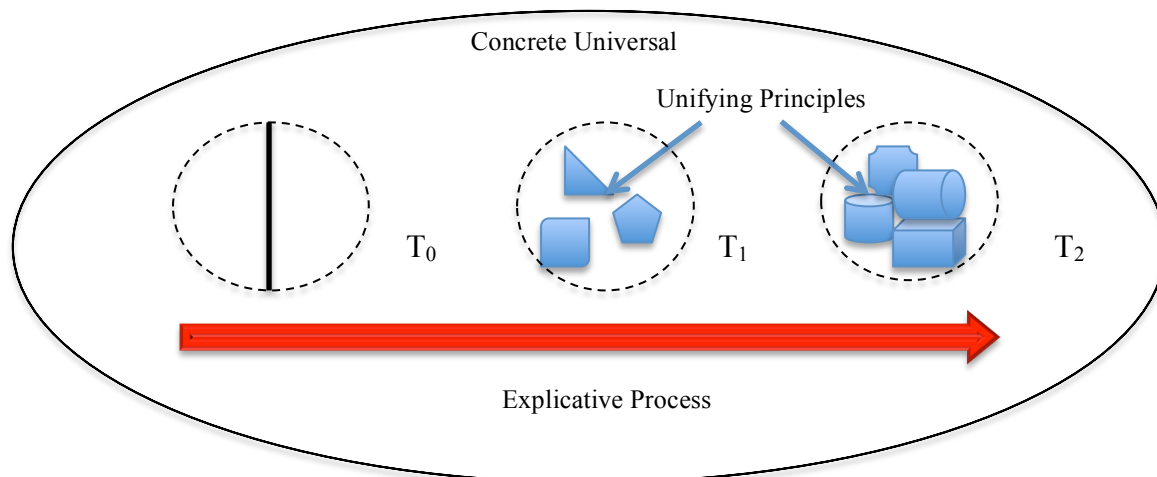 Concrete Universal
Unifying Principles
T₀
T₁
T₂
Explicative Process